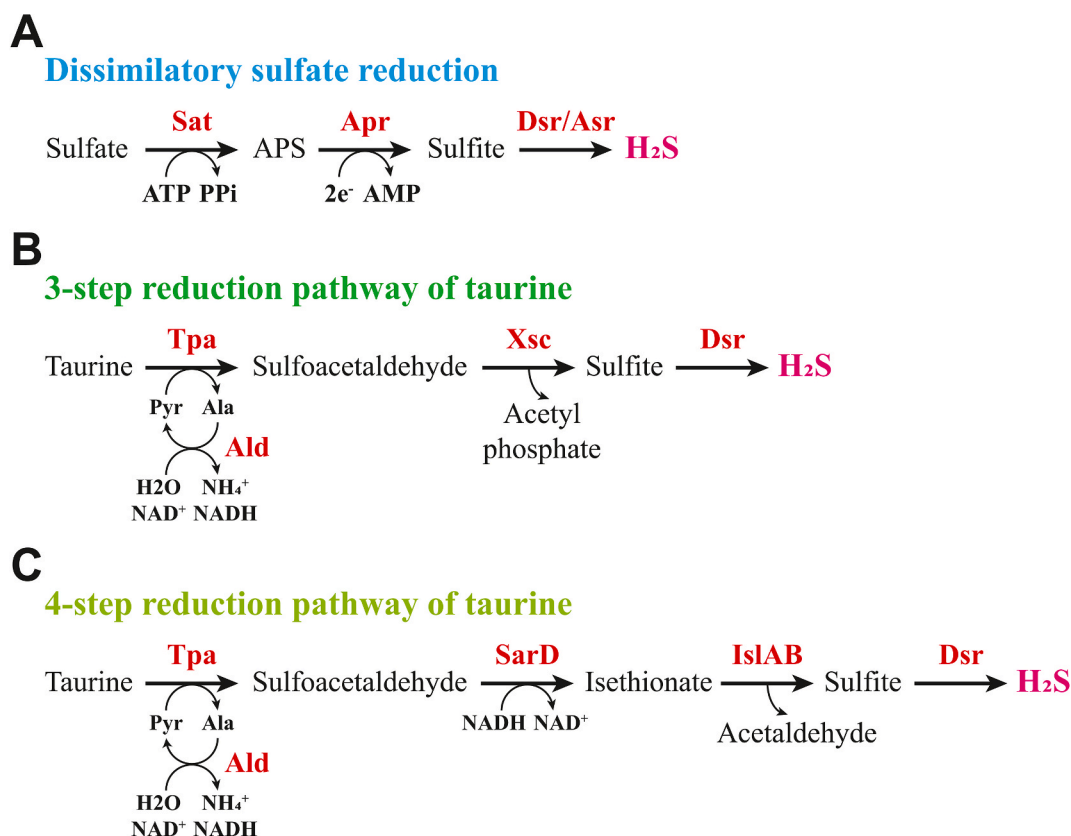 A
Dissimilatory sulfate reduction
Sat Apr Dsr/Asr
Sulfate APS Sulfite H₂S
ATP PPi 2e⁻ AMP
B
3-step reduction pathway of taurine
Tpa Xsc Dsr
Taurine Sulfoacetaldehyde Sulfite H₂S
Pyr Ala Acetyl
phosphate
Ald
H2O NH₄⁺
NAD⁺ NADH
C
4-step reduction pathway of taurine
Tpa SarD IslAB Dsr
Taurine Sulfoacetaldehyde Isethionate Sulfite H₂S
Pyr Ala NADH NAD⁺ Acetaldehyde
Ald
H2O NH₄⁺
NAD⁺ NADH